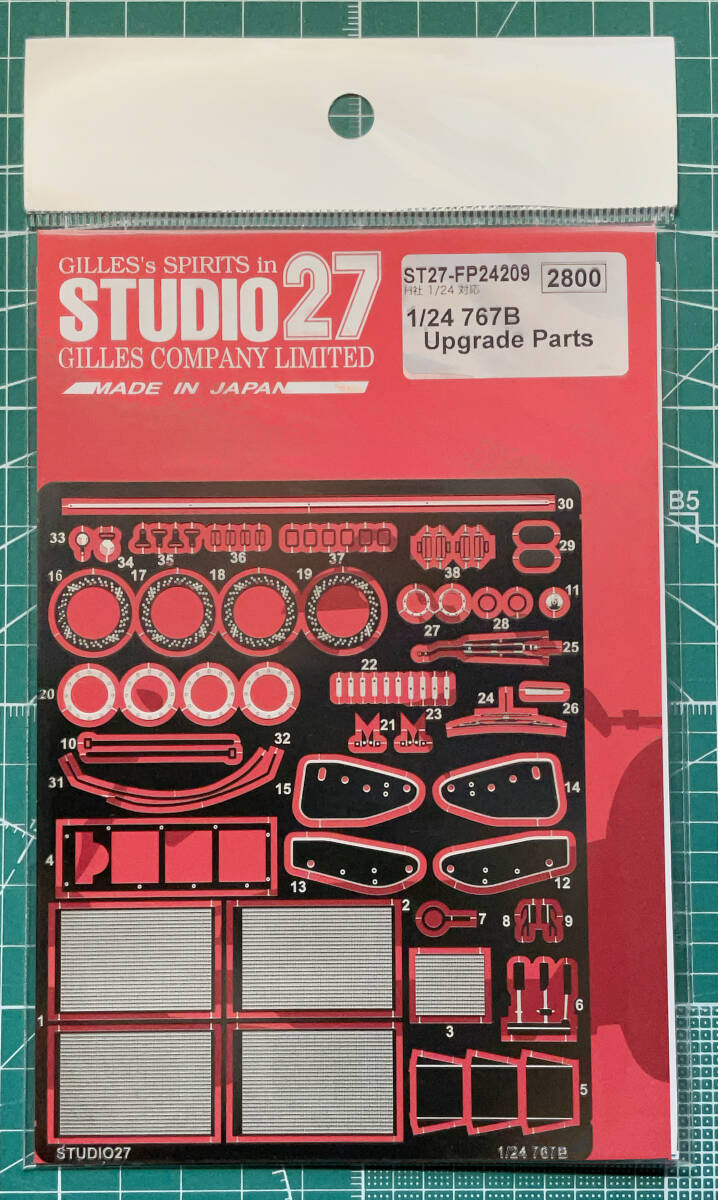 GILLES's SPIRITS in
STUDIO27
GILLES COMPANY LIMITED
MADE IN JAPAN
ST27-FP24209 2800
H社 1/24 対応
1/24 767B
Upgrade Parts
B5
30
33 34 35 36 37 38 29
16 17 18 19 11
27 28 25
20 22 24 26
21 23
10 32
31 15 14
4 13 12
2 7 8 9
1 3 6
5
STUDIO27 1/24 767B